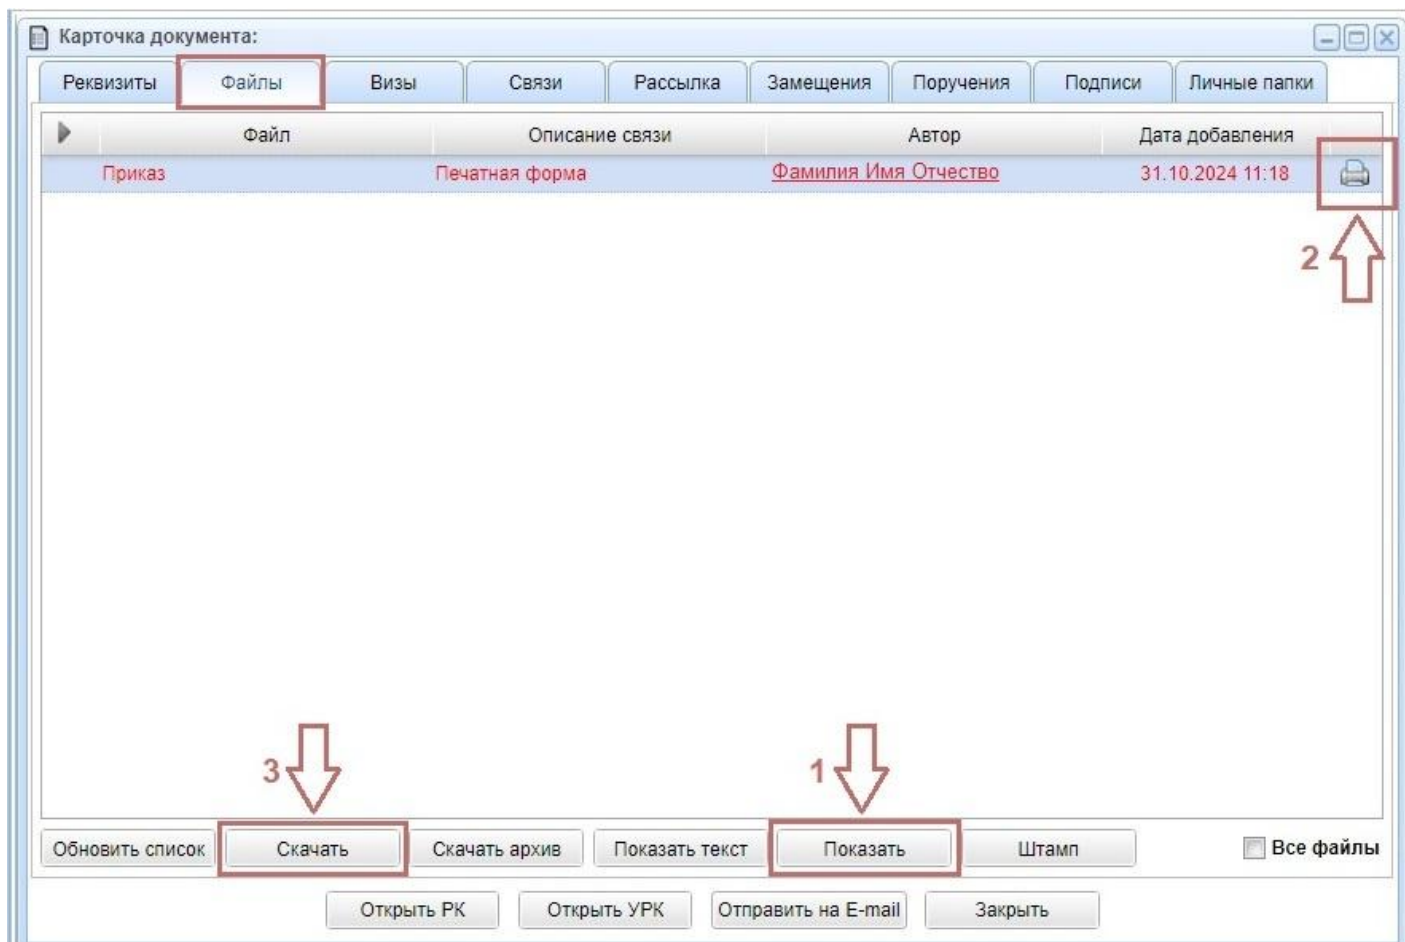 Карточка документа:
Реквизиты Файлы Визы Связи Рассылка Замещения Поручения Подписи Личные папки
Файл Описание связи Автор Дата добавления
Приказ Печатная форма Фамилия Имя Отчество 31.10.2024 11:18
2
3 1
Обновить список Скачать Скачать архив Показать текст Показать Штамп Все файлы
Открыть РК Открыть УРК Отправить на E-mail Закрыть